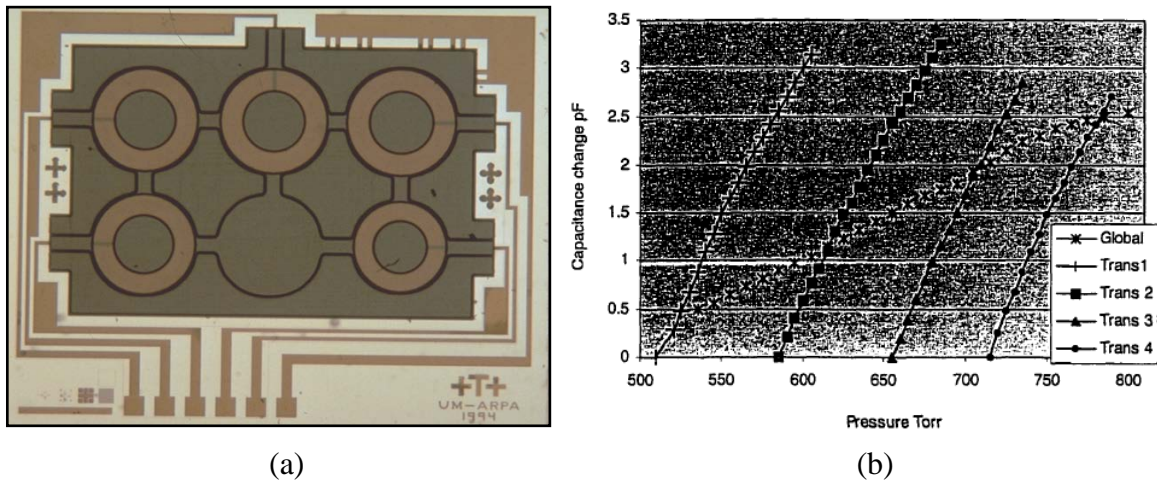 UM-ARPA
1994
(a)
Capacitance change pF
3.5
3
2.5
2
1.5
1
0.5
0
500 550 600 650 700 750 800
Pressure Torr
Global
Trans1
Trans 2
Trans 3
Trans 4
(b)